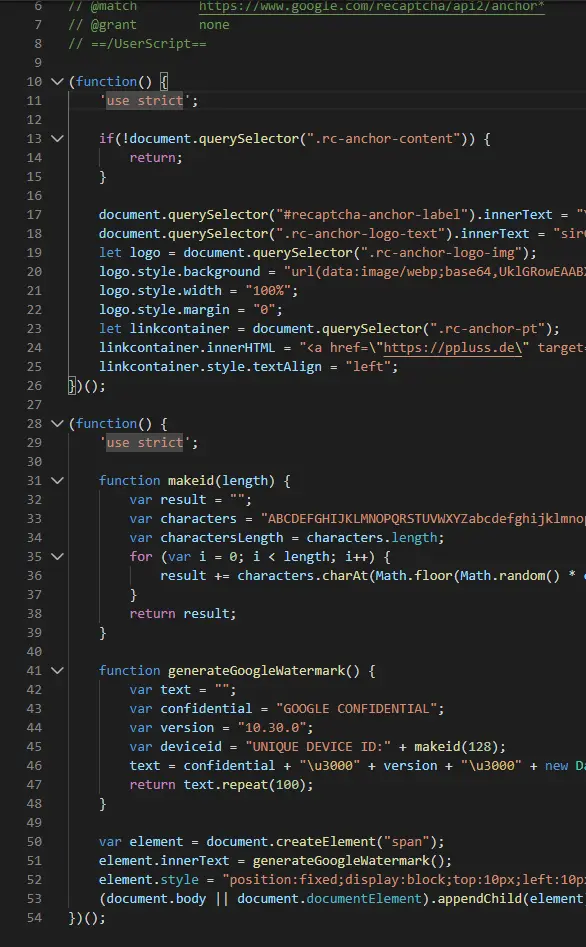 6 // @match https://www.google.com/recaptcha/api2/anchor*
7 // @grant none
8 // ==/UserScript==
9
10 (function() {
11 'use strict';
12
13 if(!document.querySelector(".rc-anchor-content")) {
14 return;
15 }
16
17 document.querySelector("#recaptcha-anchor-label").innerText = "
18 document.querySelector(".rc-anchor-logo-text").innerText = "sir
19 let logo = document.querySelector(".rc-anchor-logo-img");
20 logo.style.background = "url(data:image/webp;base64,UklGRowEAAB
21 logo.style.width = "100%";
22 logo.style.margin = "0";
23 let linkcontainer = document.querySelector(".rc-anchor-pt");
24 linkcontainer.innerHTML = "<a href=\"https://ppluss.de\" target=
25 linkcontainer.style.textAlign = "left";
26 })();
27
28 (function() {
29 'use strict';
30
31 function makeid(length) {
32 var result = "";
33 var characters = "ABCDEFGHIJKLMNOPQRSTUVWXYZabcdefghijklmnop
34 var charactersLength = characters.length;
35 for (var i = 0; i < length; i++) {
36 result += characters.charAt(Math.floor(Math.random() *
37 }
38 return result;
39 }
40
41 function generateGoogleWatermark() {
42 var text = "";
43 var confidential = "GOOGLE CONFIDENTIAL";
44 var version = "10.30.0";
45 var deviceid = "UNIQUE DEVICE ID:" + makeid(128);
46 text = confidential + "\u3000" + version + "\u3000" + new Da
47 return text.repeat(100);
48 }
49
50 var element = document.createElement("span");
51 element.innerText = generateGoogleWatermark();
52 element.style = "position:fixed;display:block;top:10px;left:10p
53 (document.body || document.documentElement).appendChild(element
54 })();